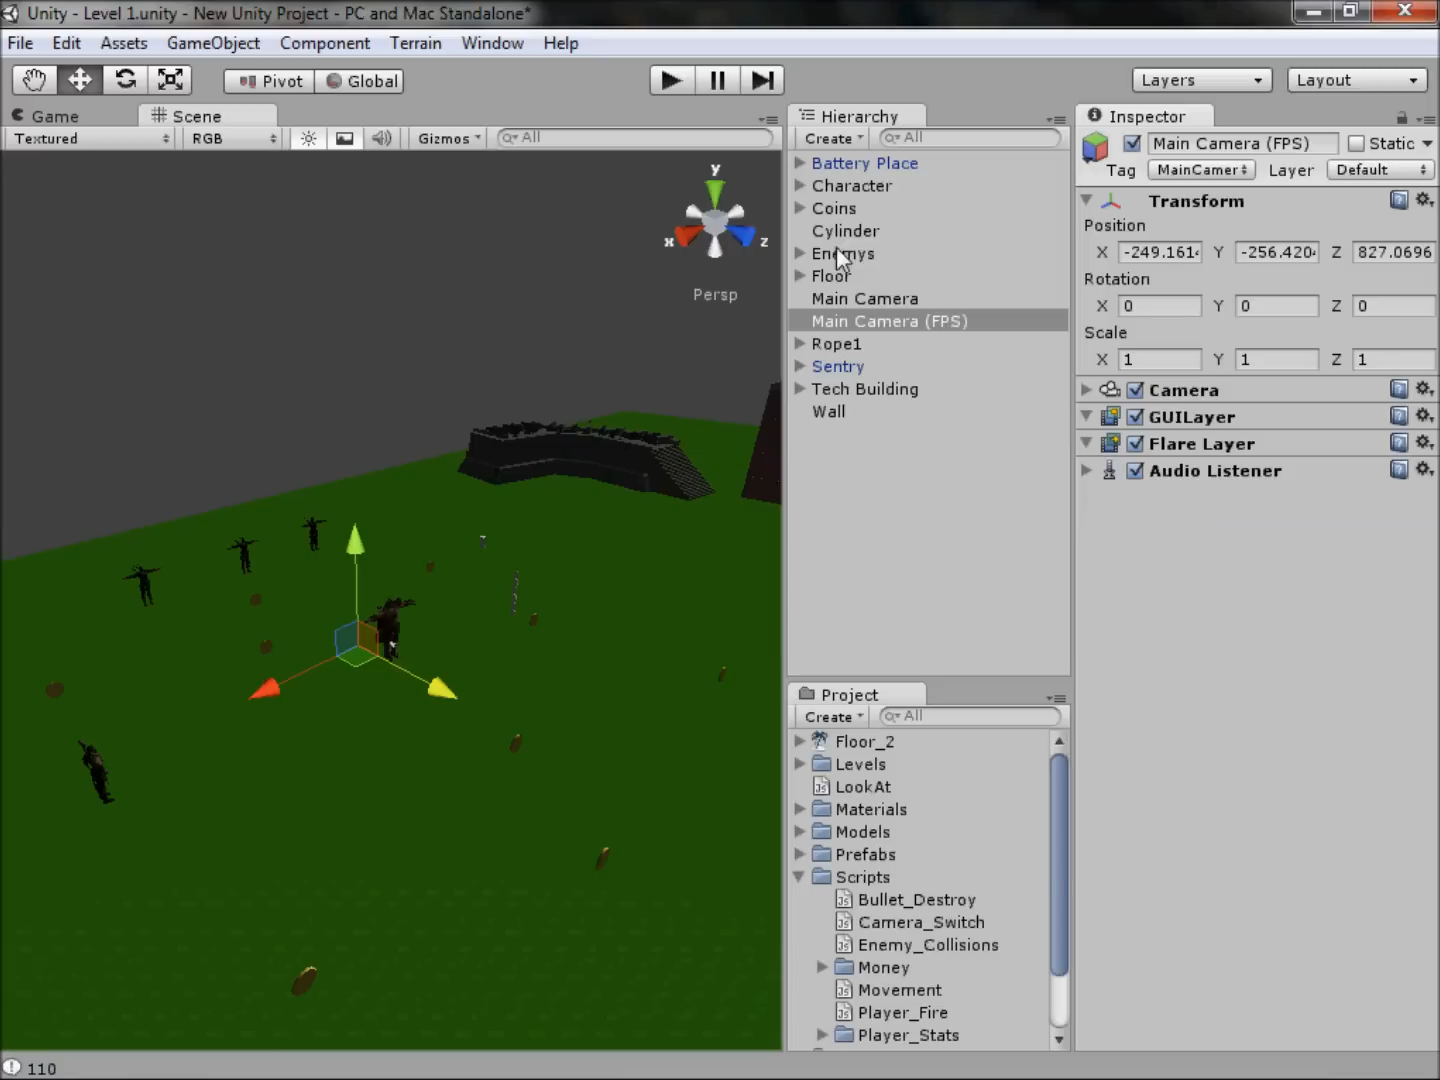 Unity - Level 1.unity - New Unity Project - PC and Mac Standalone*
File Edit Assets GameObject Component Terrain Window Help
Pivot Global Layers Layout
Game Scene
Textured RGB Gizmos All
y
x z
Persp
Hierarchy
Create All
Battery Place
Character
Coins
Cylinder
Enemys
Floor
Main Camera
Main Camera (FPS)
Rope1
Sentry
Tech Building
Wall
Project
Create All
Floor_2
Levels
LookAt
Materials
Models
Prefabs
Scripts
Bullet_Destroy
Camera_Switch
Enemy_Collisions
Money
Movement
Player_Fire
Player_Stats
Inspector
Main Camera (FPS) Static
Tag MainCamer Layer Default
Transform
Position
X -249.161 Y -256.420 Z 827.0696
Rotation
X 0 Y 0 Z 0
Scale
X 1 Y 1 Z 1
Camera
GUILayer
Flare Layer
Audio Listener
110